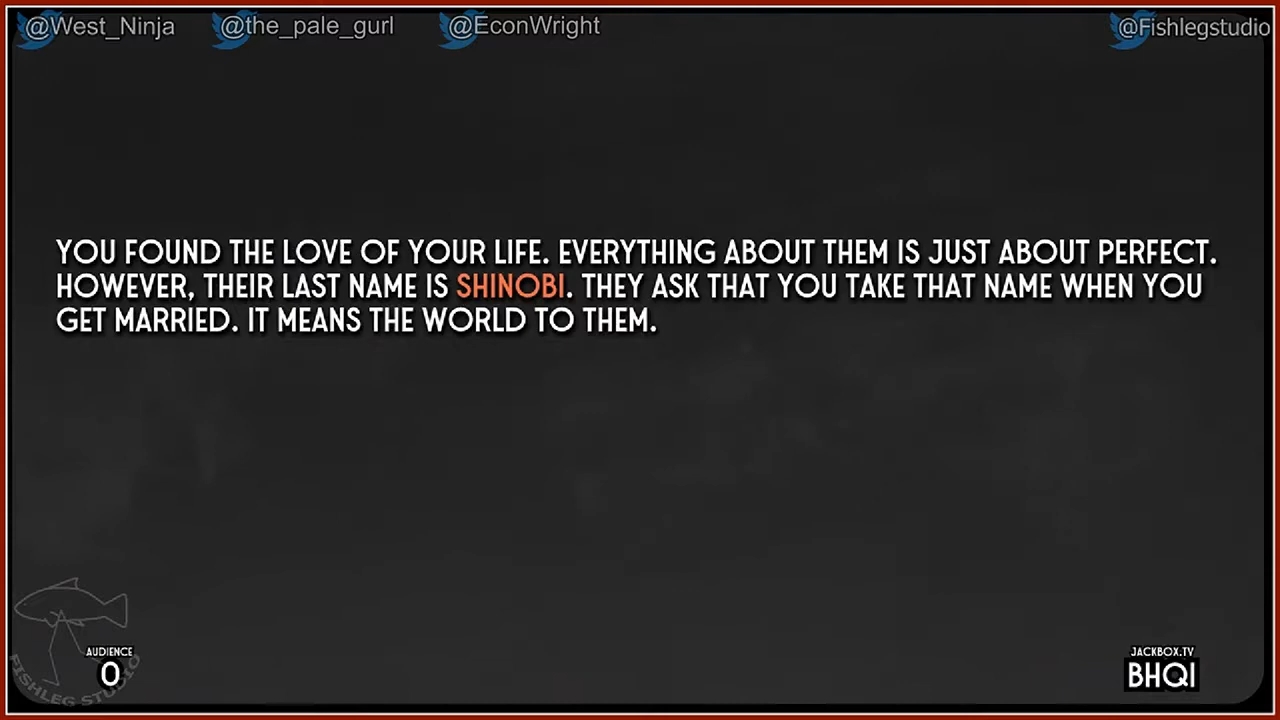 @West_Ninja @the_pale_gurl @EconWright @Fishlegstudio
YOU FOUND THE LOVE OF YOUR LIFE. EVERYTHING ABOUT THEM IS JUST ABOUT PERFECT.
HOWEVER, THEIR LAST NAME IS SHINOBI. THEY ASK THAT YOU TAKE THAT NAME WHEN YOU
GET MARRIED. IT MEANS THE WORLD TO THEM.
AUDIENCE
0
FISHLEG STUDIO
JACKBOX.TV
BHQI